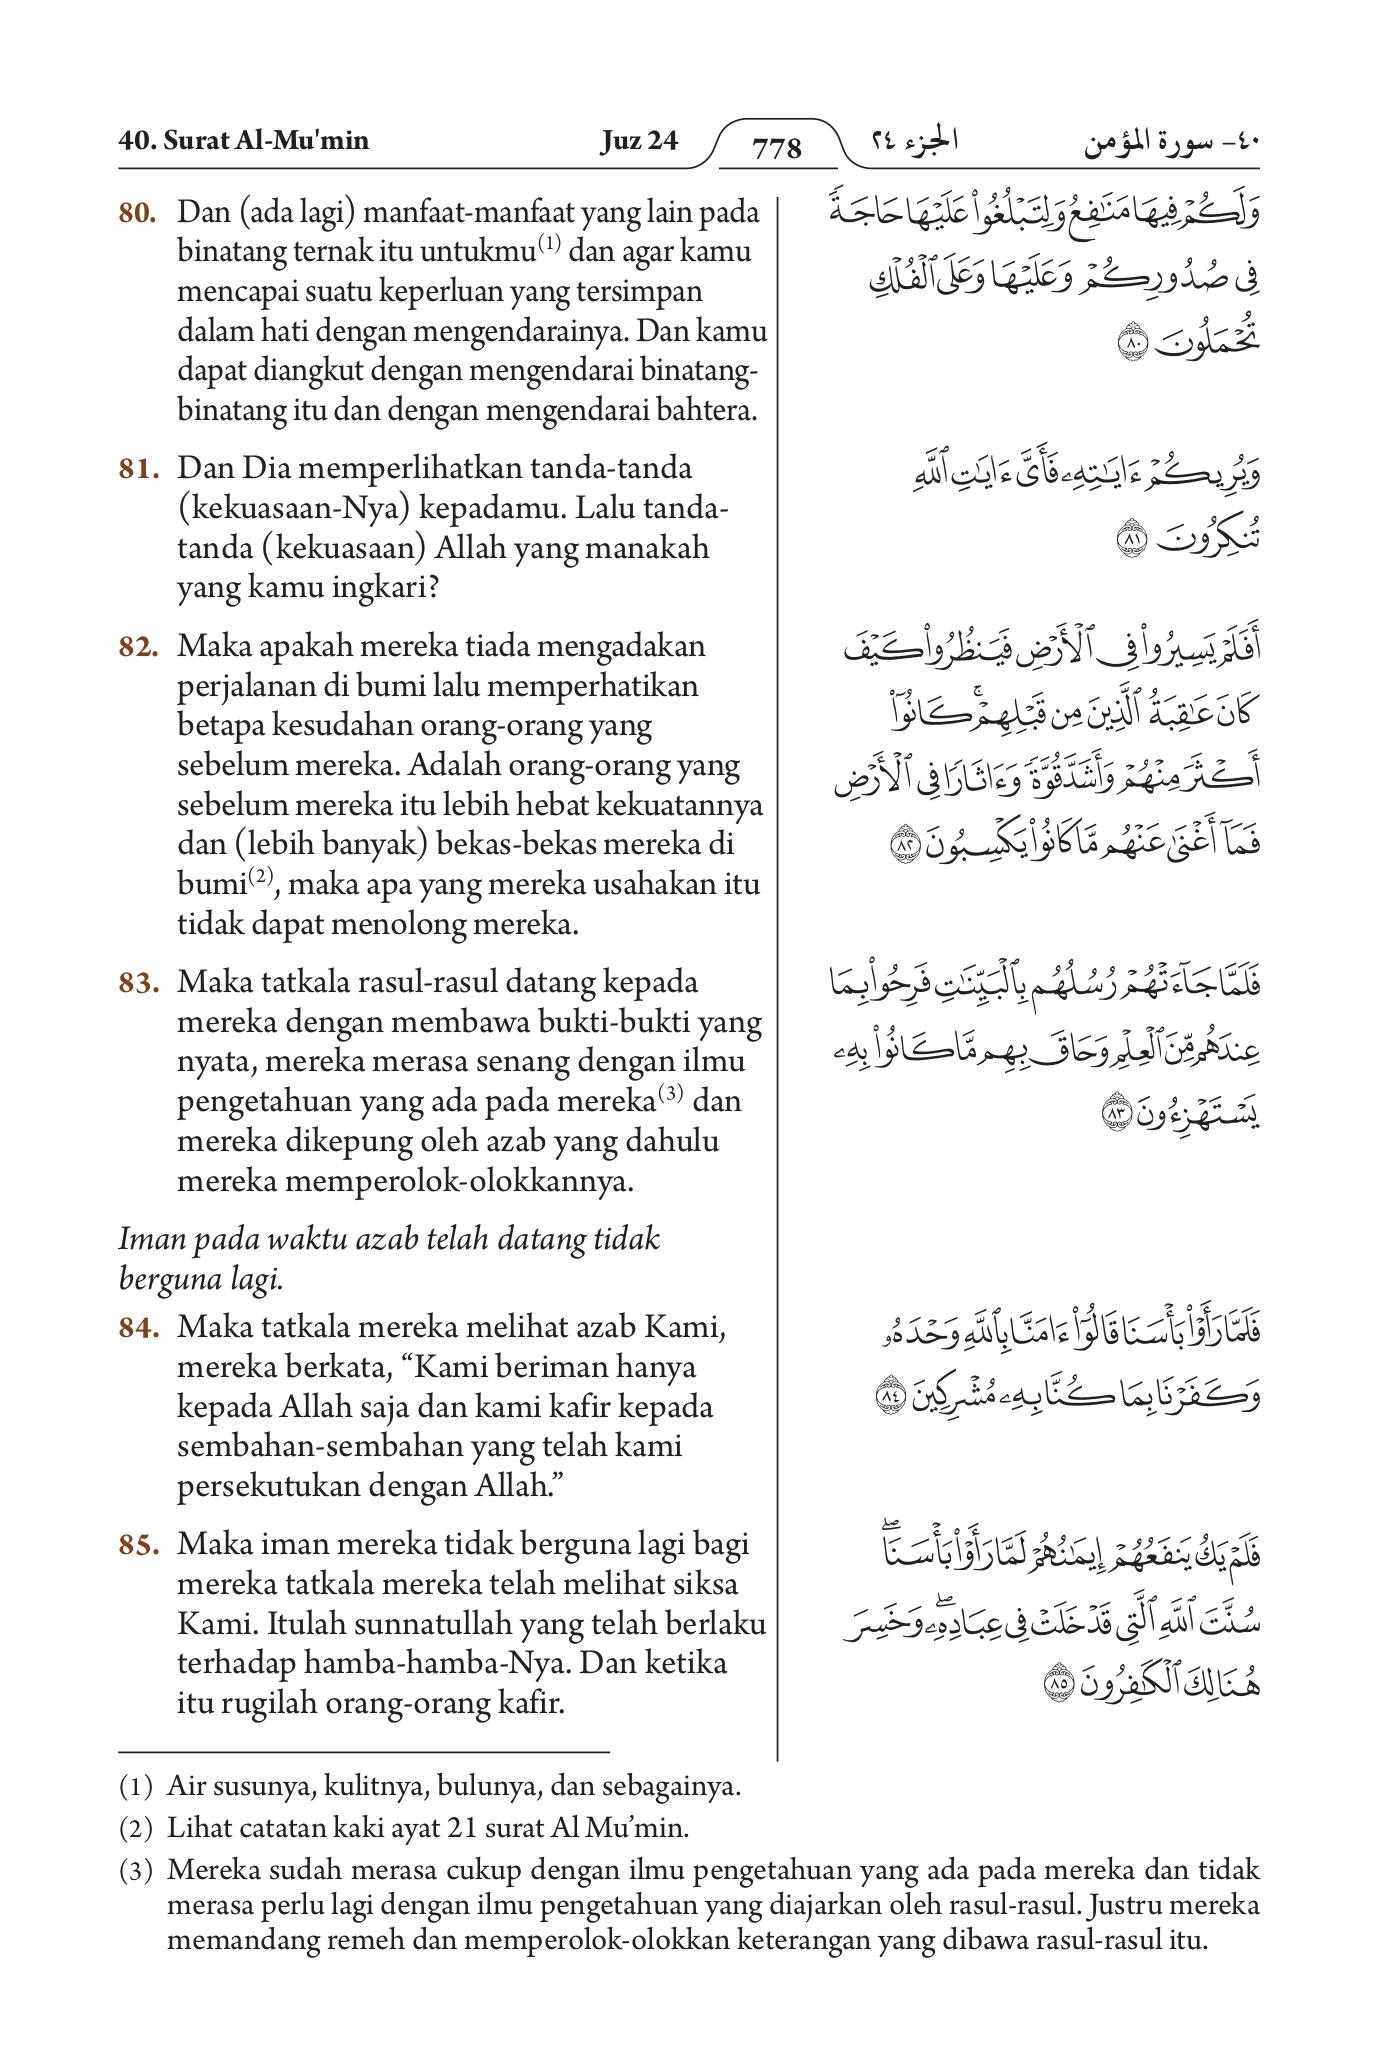 40. Surat Al-Mu'min
Juz 24
778
الجزء ٢٤
٤٠- سورة المؤمن
80. Dan (ada lagi) manfaat-manfaat yang lain pada
binatang ternak itu untukmu(1) dan agar kamu
mencapai suatu keperluan yang tersimpan
dalam hati dengan mengendarainya. Dan kamu
dapat diangkut dengan mengendarai binatang-
binatang itu dan dengan mengendarai bahtera.
81. Dan Dia memperlihatkan tanda-tanda
(kekuasaan-Nya) kepadamu. Lalu tanda-
tanda (kekuasaan) Allah yang manakah
yang kamu ingkari?
82. Maka apakah mereka tiada mengadakan
perjalanan di bumi lalu memperhatikan
betapa kesudahan orang-orang yang
sebelum mereka. Adalah orang-orang yang
sebelum mereka itu lebih hebat kekuatannya
dan (lebih banyak) bekas-bekas mereka di
bumi(2), maka apa yang mereka usahakan itu
tidak dapat menolong mereka.
83. Maka tatkala rasul-rasul datang kepada
mereka dengan membawa bukti-bukti yang
nyata, mereka merasa senang dengan ilmu
pengetahuan yang ada pada mereka(3) dan
mereka dikepung oleh azab yang dahulu
mereka memperolok-olokkannya.
Iman pada waktu azab telah datang tidak
berguna lagi.
84. Maka tatkala mereka melihat azab Kami,
mereka berkata, “Kami beriman hanya
kepada Allah saja dan kami kafir kepada
sembahan-sembahan yang telah kami
persekutukan dengan Allah.”
85. Maka iman mereka tidak berguna lagi bagi
mereka tatkala mereka telah melihat siksa
Kami. Itulah sunnatullah yang telah berlaku
terhadap hamba-hamba-Nya. Dan ketika
itu rugilah orang-orang kafir.
وَلَكُمْ فِيهَا مَنَٰفِعُ وَلِتَبْلُغُوا۟ عَلَيْهَا حَاجَةً
فِى صُدُورِكُمْ وَعَلَيْهَا وَعَلَى ٱلْفُلْكِ
تُحْمَلُونَ ٨٠
وَيُرِيكُمْ ءَايَٰتِهِۦ فَأَىَّ ءَايَٰتِ ٱللَّهِ
تُنكِرُونَ ٨١
أَفَلَمْ يَسِيرُوا۟ فِى ٱلْأَرْضِ فَيَنظُرُوا۟ كَيْفَ
كَانَ عَٰقِبَةُ ٱلَّذِينَ مِن قَبْلِهِمْ ۚ كَانُوٓا۟
أَكْثَرَ مِنْهُمْ وَأَشَدَّ قُوَّةً وَءَاثَارًا فِى ٱلْأَرْضِ
فَمَآ أَغْنَىٰ عَنْهُم مَّا كَانُوا۟ يَكْسِبُونَ ٨٢
فَلَمَّا جَآءَتْهُمْ رُسُلُهُم بِٱلْبَيِّنَٰتِ فَرِحُوا۟ بِمَا
عِندَهُم مِّنَ ٱلْعِلْمِ وَحَاقَ بِهِم مَّا كَانُوا۟ بِهِۦ
يَسْتَهْزِءُونَ ٨٣
فَلَمَّا رَأَوْا۟ بَأْسَنَا قَالُوٓا۟ ءَامَنَّا بِٱللَّهِ وَحْدَهُۥ
وَكَفَرْنَا بِمَا كُنَّا بِهِۦ مُشْرِكِينَ ٨٤
فَلَمْ يَكُ يَنفَعُهُمْ إِيمَٰنُهُمْ لَمَّا رَأَوْا۟ بَأْسَنَا ۖ
سُنَّتَ ٱللَّهِ ٱلَّتِى قَدْ خَلَتْ فِى عِبَادِهِۦ ۖ وَخَسِرَ
هُنَالِكَ ٱلْكَٰفِرُونَ ٨٥
(1) Air susunya, kulitnya, bulunya, dan sebagainya.
(2) Lihat catatan kaki ayat 21 surat Al Mu’min.
(3) Mereka sudah merasa cukup dengan ilmu pengetahuan yang ada pada mereka dan tidak
merasa perlu lagi dengan ilmu pengetahuan yang diajarkan oleh rasul-rasul. Justru mereka
memandang remeh dan memperolok-olokkan keterangan yang dibawa rasul-rasul itu.